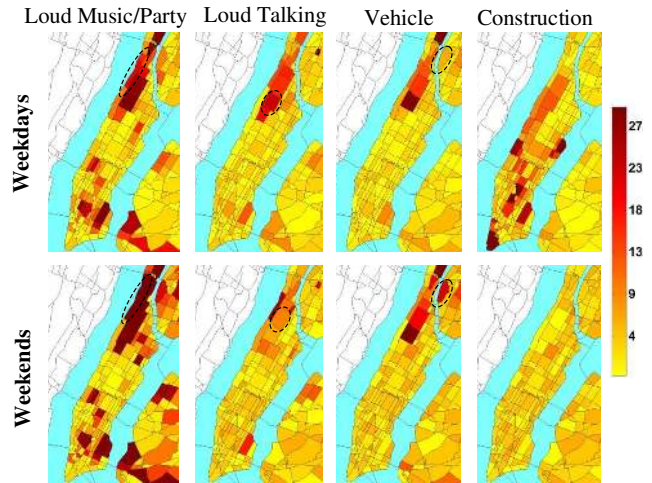 Loud Music/Party Loud Talking Vehicle Construction
Weekdays
Weekends
27
23
18
13
9
4